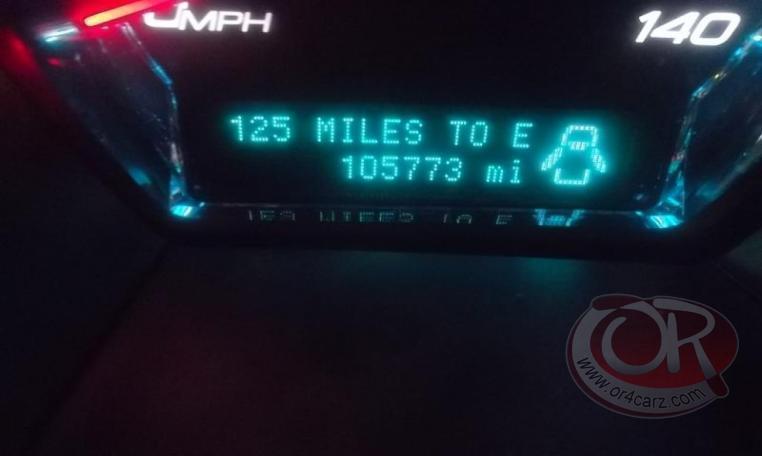 MPH
140
125 MILES TO E
105773 mi
OR
www.or4carz.com